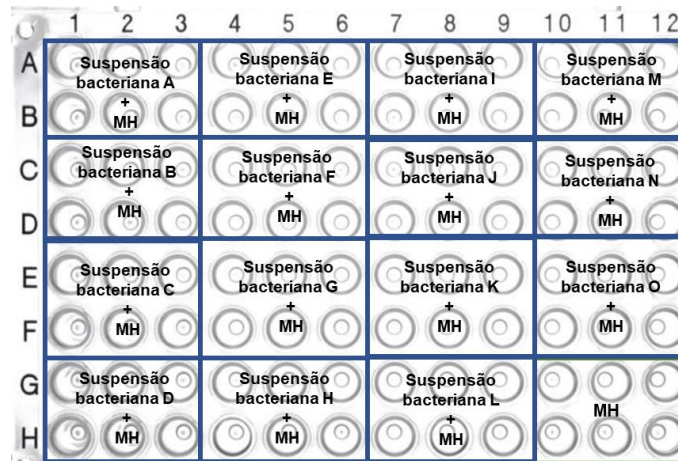 1 2 3 4 5 6 7 8 9 10 11 12
A
B
C
D
E
F
G
H
Suspensão
bacteriana A
+
MH
Suspensão
bacteriana E
+
MH
Suspensão
bacteriana I
+
MH
Suspensão
bacteriana M
+
MH
Suspensão
bacteriana B
+
MH
Suspensão
bacteriana F
+
MH
Suspensão
bacteriana J
+
MH
Suspensão
bacteriana N
+
MH
Suspensão
bacteriana C
+
MH
Suspensão
bacteriana G
+
MH
Suspensão
bacteriana K
+
MH
Suspensão
bacteriana O
+
MH
Suspensão
bacteriana D
+
MH
Suspensão
bacteriana H
+
MH
Suspensão
bacteriana L
+
MH
MH